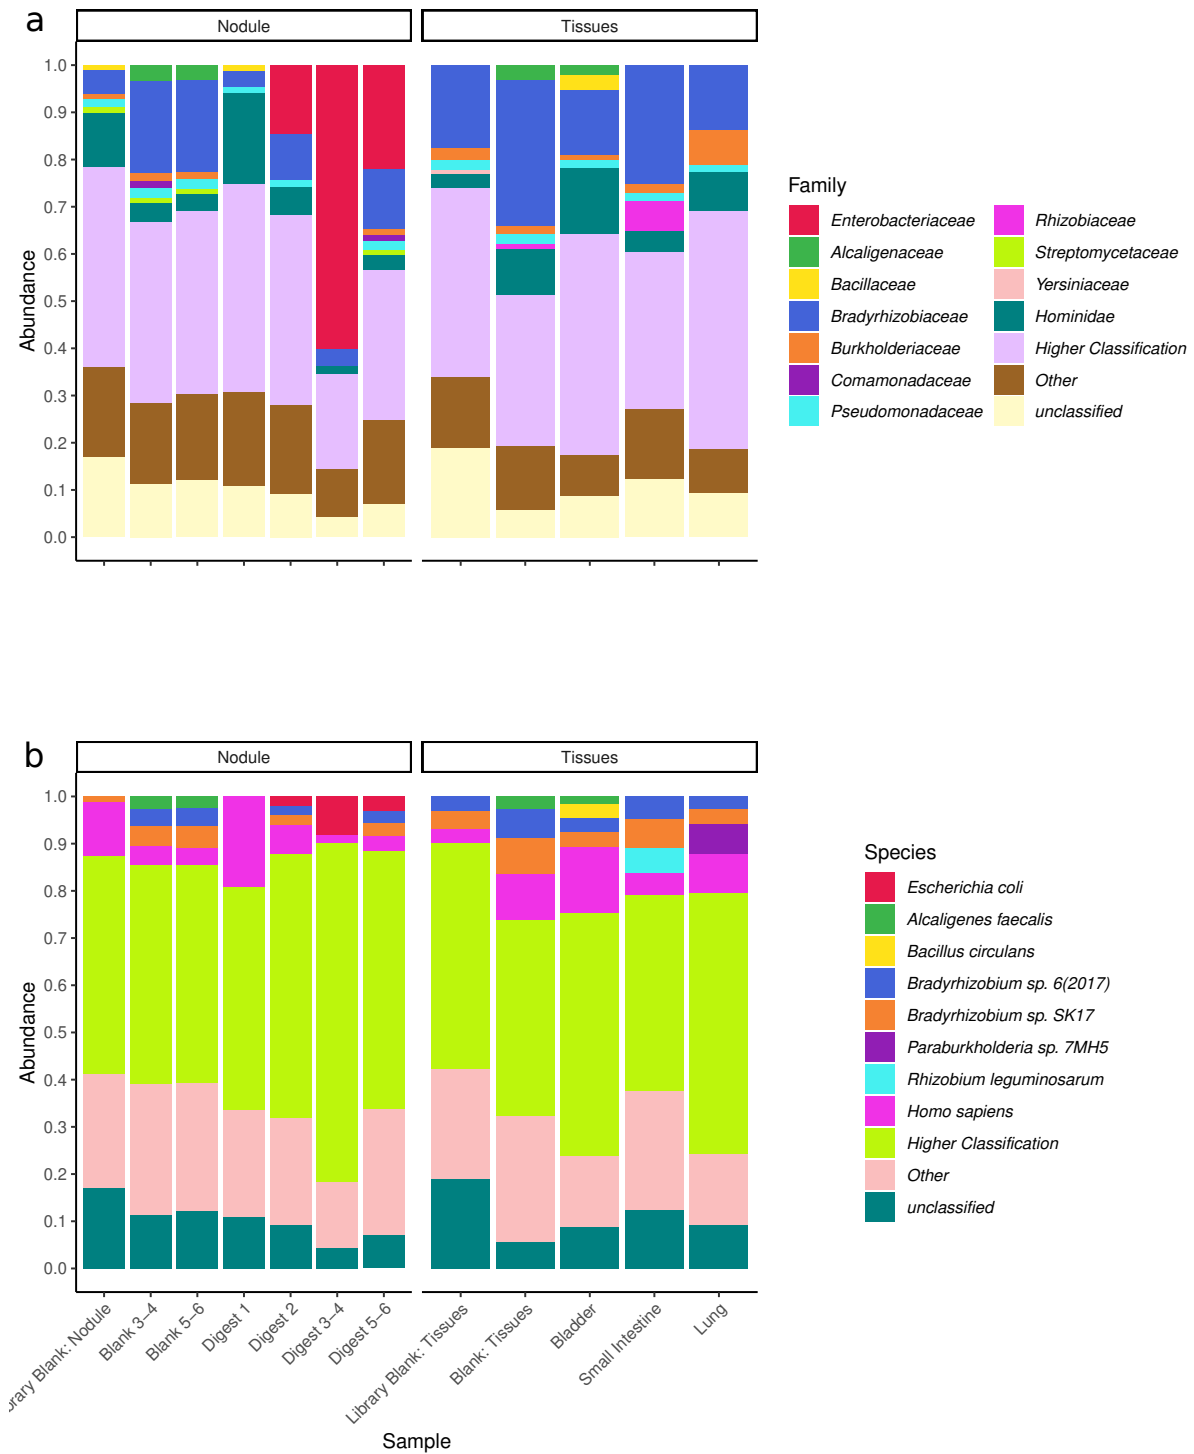 a
Nodule
Tissues
1.0
0.9
0.8
0.7
0.6
0.5
0.4
0.3
0.2
0.1
0.0
Abundance
Family
Enterobacteriaceae
Alcaligenaceae
Bacillaceae
Bradyrhizobiaceae
Burkholderiaceae
Comamonadaceae
Pseudomonadaceae
Rhizobiaceae
Streptomycetaceae
Yersiniaceae
Hominidae
Higher Classification
Other
unclassified
b
Nodule
Tissues
1.0
0.9
0.8
0.7
0.6
0.5
0.4
0.3
0.2
0.1
0.0
Abundance
Species
Escherichia coli
Alcaligenes faecalis
Bacillus circulans
Bradyrhizobium sp. 6(2017)
Bradyrhizobium sp. SK17
Paraburkholderia sp. 7MH5
Rhizobium leguminosarum
Homo sapiens
Higher Classification
Other
unclassified
brary Blank: Nodule
Blank 3−4
Blank 5−6
Digest 1
Digest 2
Digest 3−4
Digest 5−6
Library Blank: Tissues
Blank: Tissues
Bladder
Small Intestine
Lung
Sample